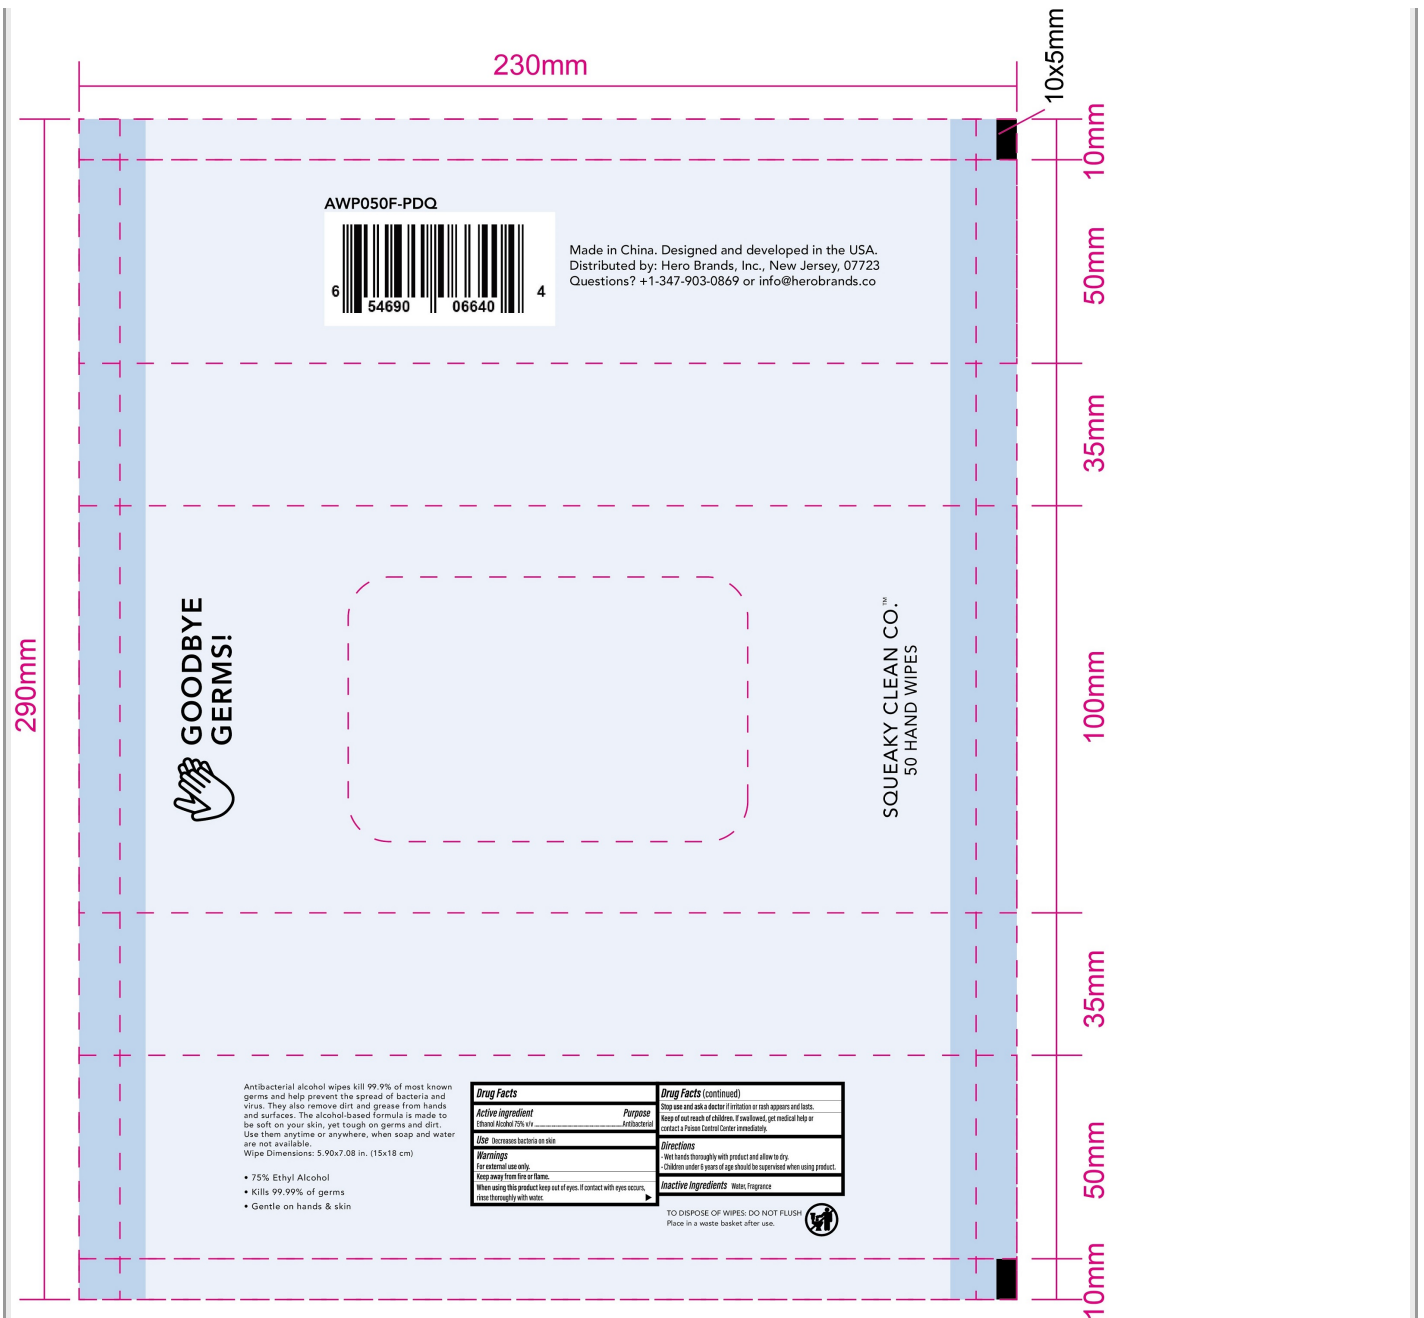 230mm
10x5mm
10mm
AWP050F-PDQ
6 54690 06640 4
Made in China. Designed and developed in the USA.
Distributed by: Hero Brands, Inc., New Jersey, 07723
Questions? +1-347-903-0869 or info@herobrands.co
50mm
35mm
290mm
GOODBYE
GERMS!
SQUEAKY CLEAN CO.™
50 HAND WIPES
100mm
35mm
Antibacterial alcohol wipes kill 99.9% of most known
germs and help prevent the spread of bacteria and
virus. They also remove dirt and grease from hands
and surfaces. The alcohol-based formula is made to
be soft on your skin, yet tough on germs and dirt.
Use them anytime or anywhere, when soap and water
are not available.
Wipe Dimensions: 5.90x7.08 in. (15x18 cm)
• 75% Ethyl Alcohol
• Kills 99.99% of germs
• Gentle on hands & skin
Drug Facts
Active ingredient Purpose
Ethanol Alcohol 75% v/v ........ Antibacterial
Use Decreases bacteria on skin
Warnings
For external use only.
Keep away from fire or flame.
When using this product keep out of eyes. If contact with eyes occurs,
rinse thoroughly with water.
Drug Facts (continued)
Stop use and ask a doctor if irritation or rash appears and lasts.
Keep of out reach of children. If swallowed, get medical help or
contact a Poison Control Center immediately.
Directions
- Wet hands thoroughly with product and allow to dry.
- Children under 6 years of age should be supervised when using product.
Inactive Ingredients Water, Fragrance
TO DISPOSE OF WIPES: DO NOT FLUSH
Place in a waste basket after use.
50mm
10mm